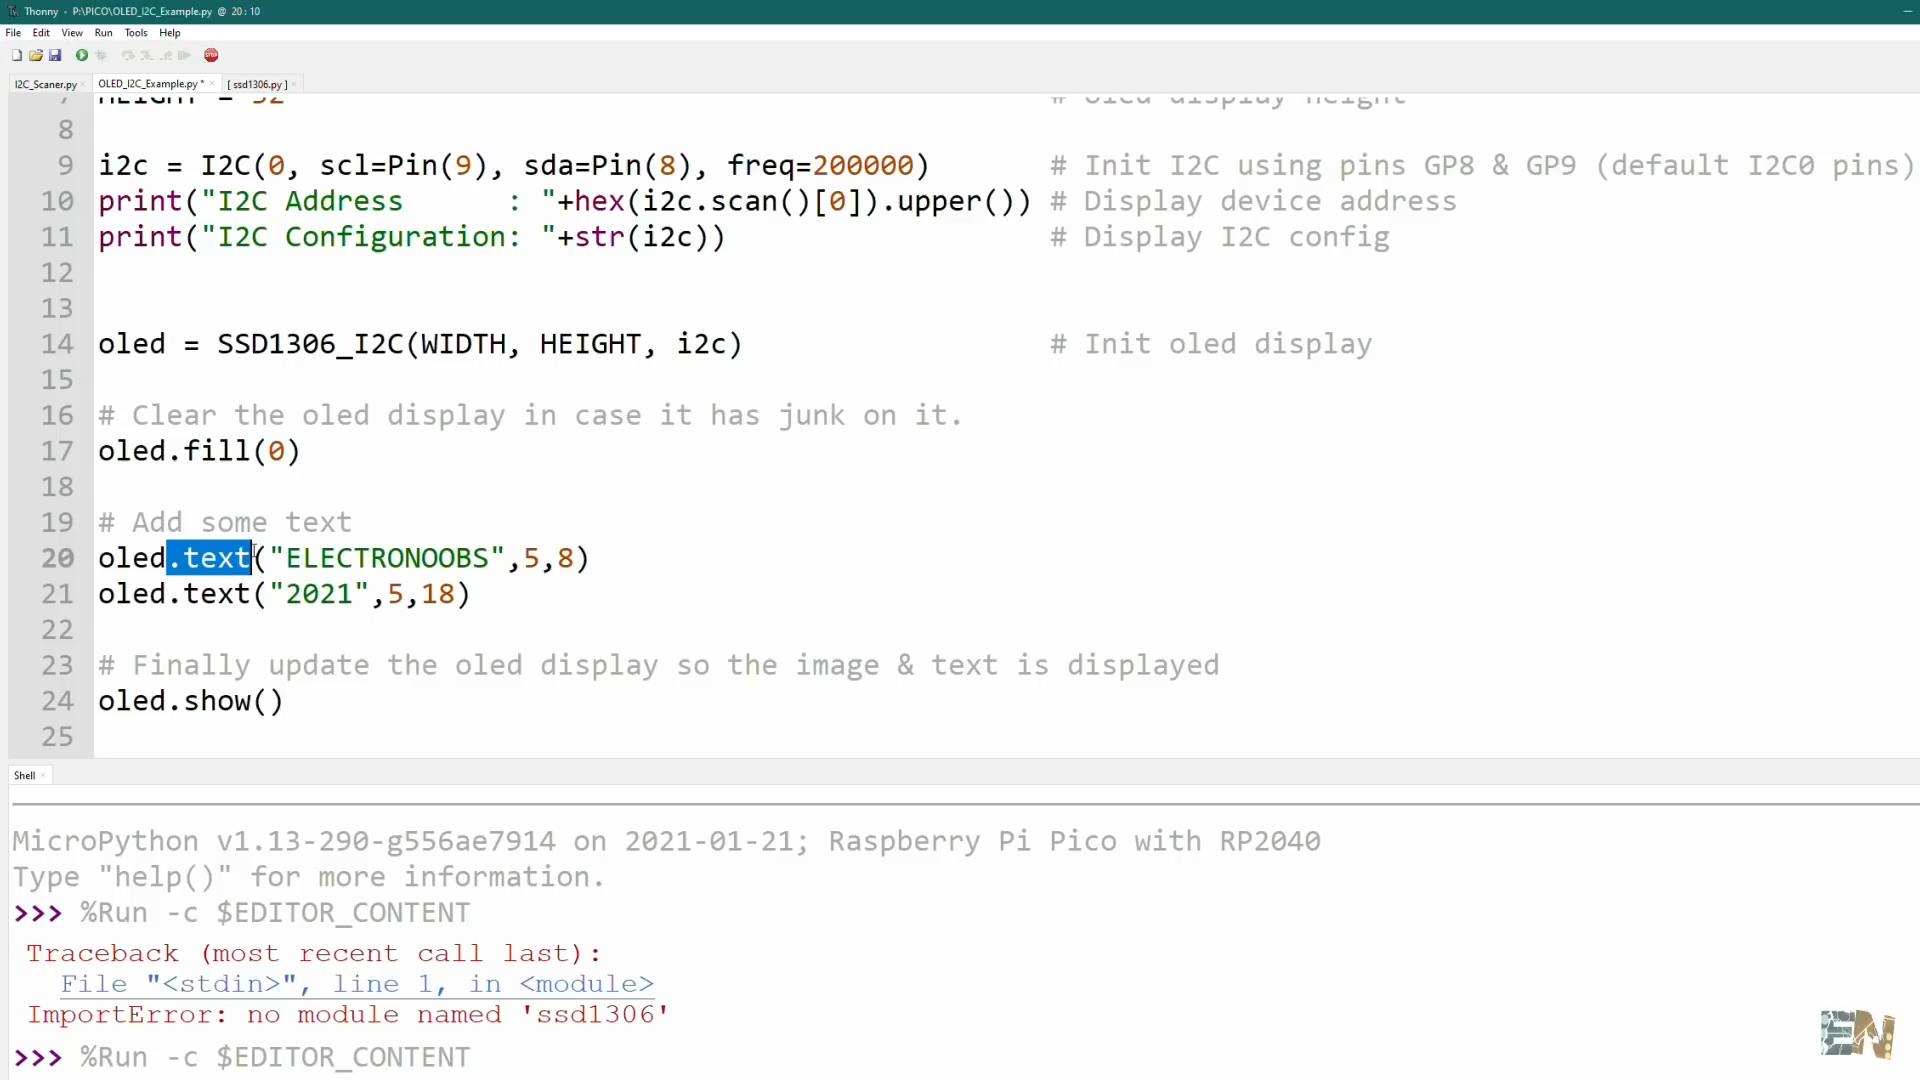 Thonny - P:\PICO\OLED_I2C_Example.py @ 20:10
File Edit View Run Tools Help
STOP
I2C_Scaner.py × OLED_I2C_Example.py * × [ ssd1306.py ] ×
7 HEIGHT = 32 # oled display height
8
9 i2c = I2C(0, scl=Pin(9), sda=Pin(8), freq=200000) # Init I2C using pins GP8 & GP9 (default I2C0 pins)
10 print("I2C Address      : "+hex(i2c.scan()[0]).upper()) # Display device address
11 print("I2C Configuration: "+str(i2c)) # Display I2C config
12
13
14 oled = SSD1306_I2C(WIDTH, HEIGHT, i2c) # Init oled display
15
16 # Clear the oled display in case it has junk on it.
17 oled.fill(0)
18
19 # Add some text
20 oled.text("ELECTRONOOBS",5,8)
21 oled.text("2021",5,18)
22
23 # Finally update the oled display so the image & text is displayed
24 oled.show()
25
Shell ×
MicroPython v1.13-290-g556ae7914 on 2021-01-21; Raspberry Pi Pico with RP2040
Type "help()" for more information.
>>> %Run -c $EDITOR_CONTENT
Traceback (most recent call last):
File "<stdin>", line 1, in <module>
ImportError: no module named 'ssd1306'
>>> %Run -c $EDITOR_CONTENT
EN